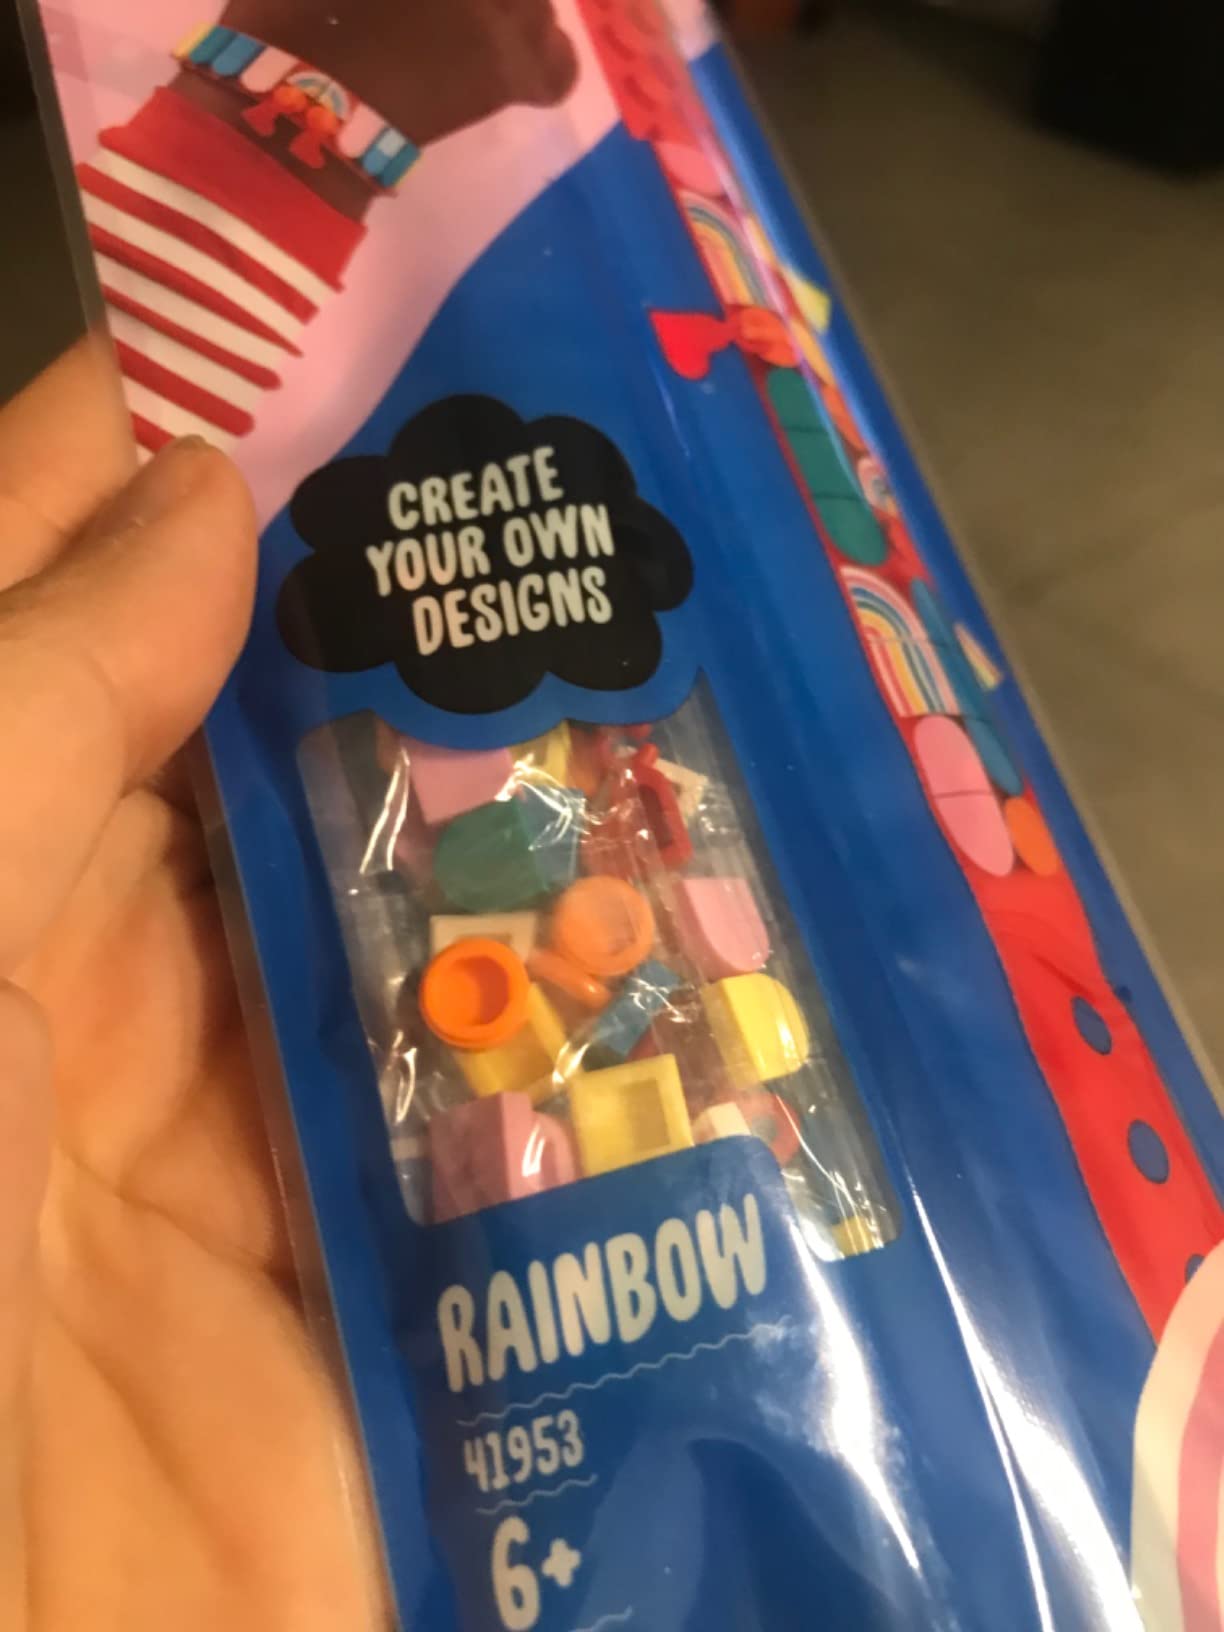 CREATE
YOUR OWN
DESIGNS
RAINBOW
41953
6+